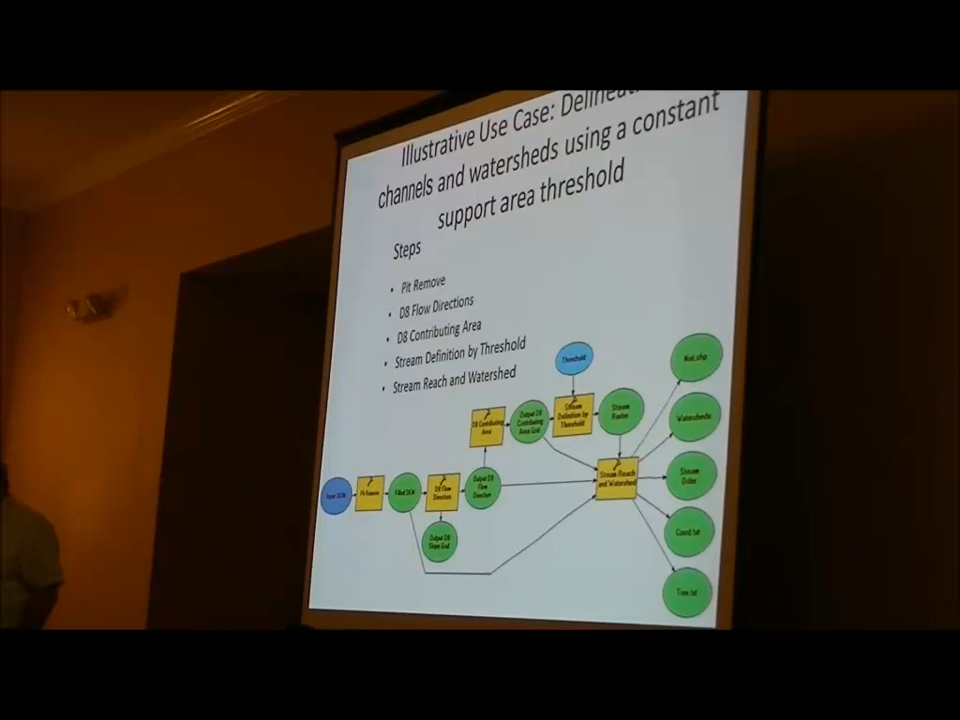 Illustrative Use Case:
channels and watersheds using a constant
support area threshold
Steps
• Pit Remove
• D8 Flow Directions
• D8 Contributing Area
• Stream Definition by Threshold
• Stream Reach and Watershed
Threshold
Net.shp
D8 Contributing
Area
Output D8
Contributing
Area Grid
Stream
Definition by
Threshold
Stream
Raster
Watersheds
Input DEM
Pit Remove
Filled DEM
D8 Flow
Direction
Output D8
Flow
Direction
Stream Reach
and Watershed
Stream
Order
Output D8
Slope Grid
Coord.txt
Tree.txt